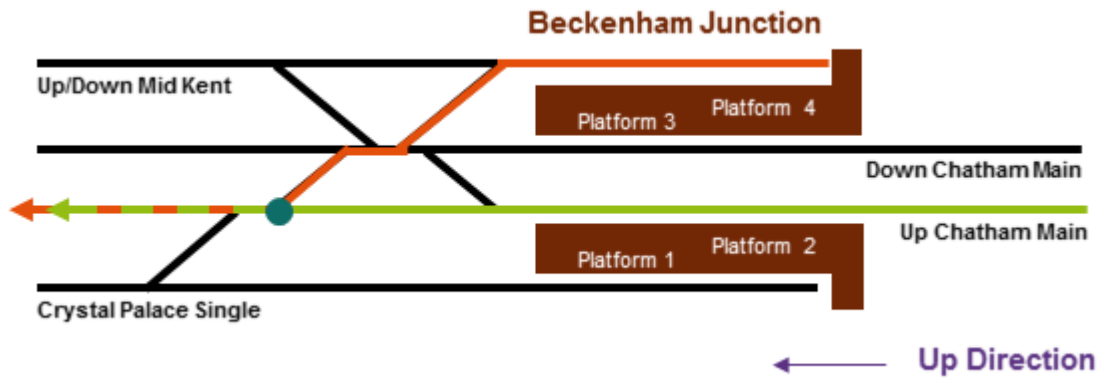 Beckenham Junction
Up/Down Mid Kent
Platform 4
Platform 3
Down Chatham Main
Up Chatham Main
Platform 2
Platform 1
Crystal Palace Single
Up Direction